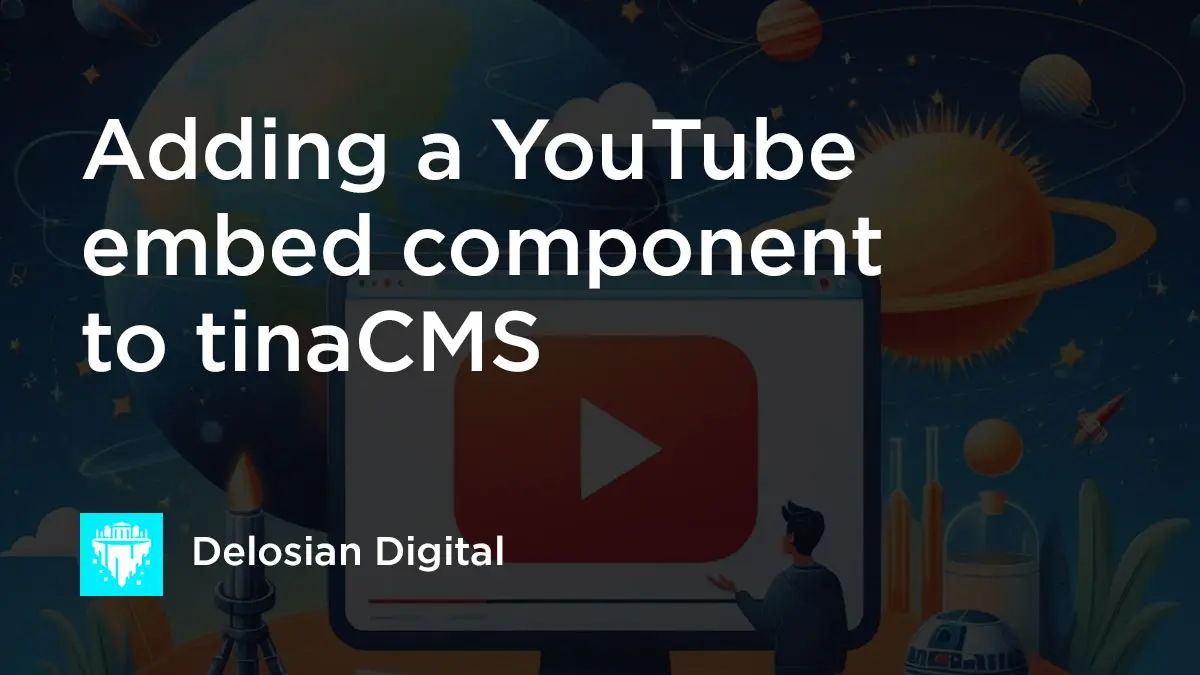 Adding a YouTube
embed component
to tinaCMS
Delosian Digital